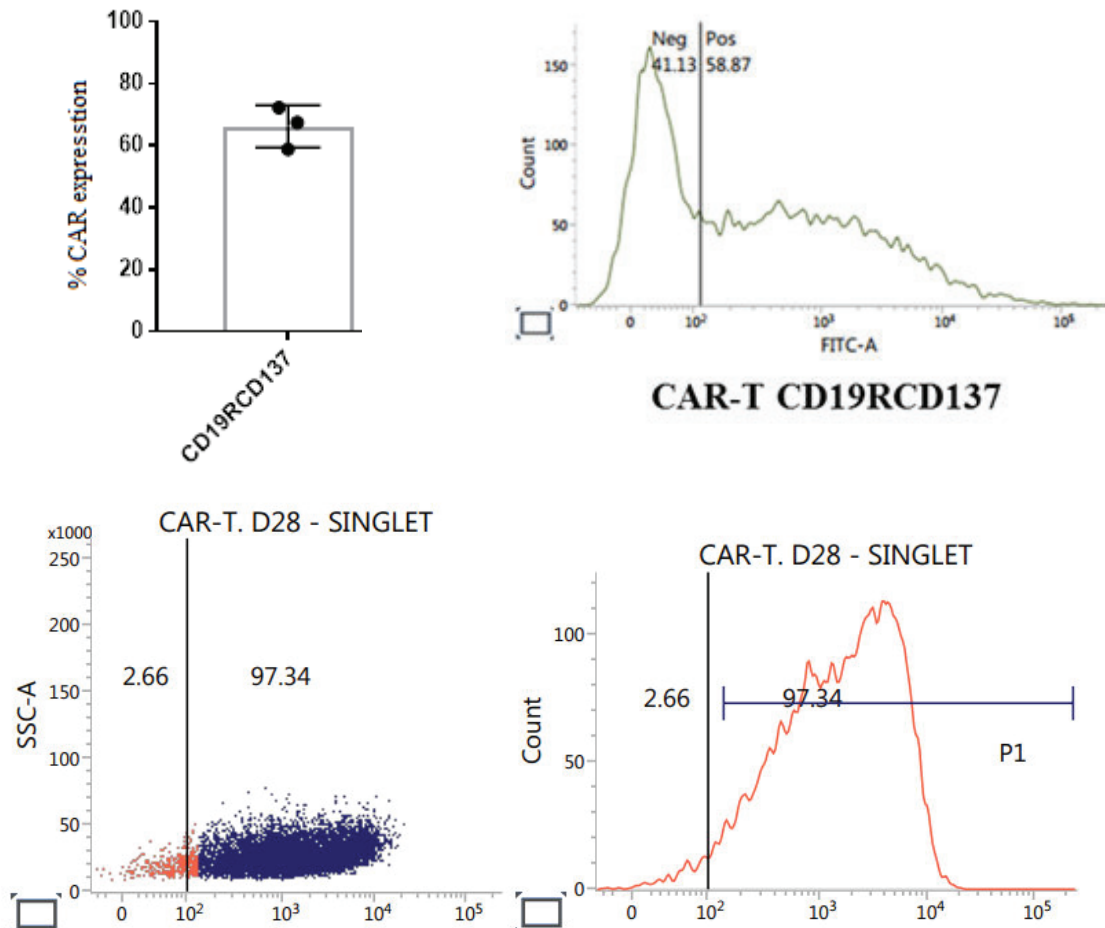 100
80
60
40
20
0
% CAR expresstion
CD19RCD137
Neg Pos
41.13 58.87
150
100
50
0
Count
0 10² 10³ 10⁴ 10⁵
FITC-A
CAR-T CD19RCD137
CAR-T. D28 - SINGLET
x1000
250
200
150
100
50
0
SSC-A
2.66 97.34
0 10² 10³ 10⁴ 10⁵
CAR-T. D28 - SINGLET
100
50
0
Count
2.66 97.34
P1
0 10² 10³ 10⁴ 10⁵